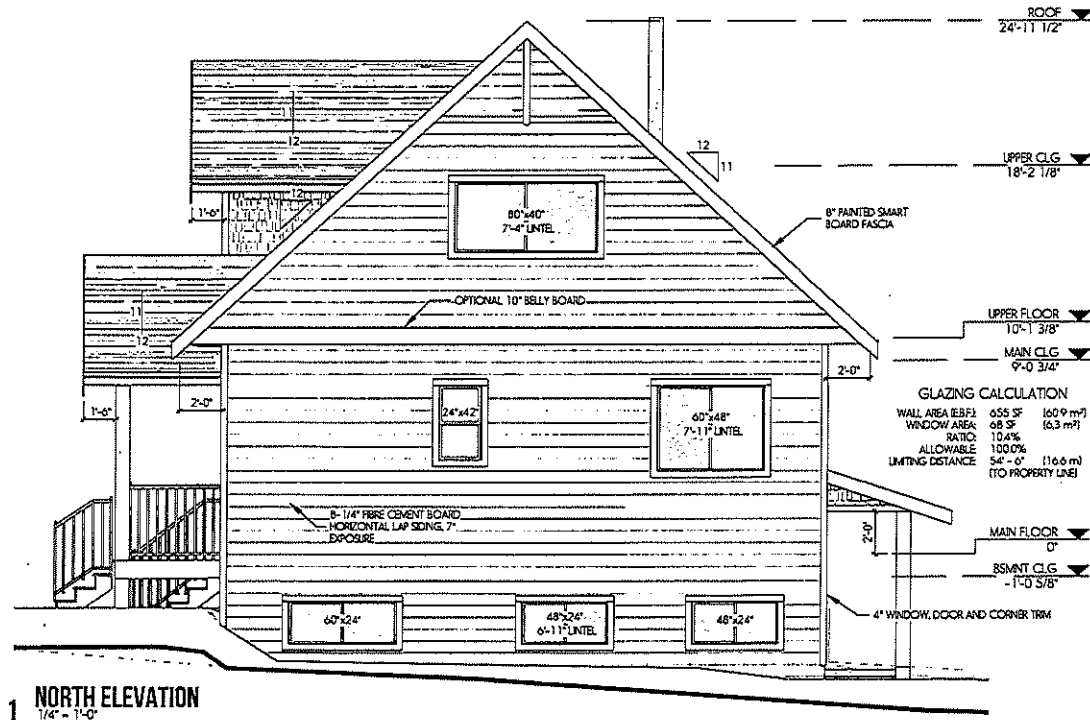 ROOF
24'-11 1/2"
11
12
12
11
UPPER CLG
18'-2 1/8"
12
1'-6"
80"x40"
7'-4" LINTEL
8" PAINTED SMART
BOARD FASCIA
OPTIONAL 10" BELLY BOARD
11
12
UPPER FLOOR
10'-1 3/8"
MAIN CLG
9'-0 3/4"
2'-0"
2'-0"
1'-6"
24"x42"
60"x48"
7'-11" LINTEL
GLAZING CALCULATION
WALL AREA (E.B.F.): 655 SF (60.9 m²)
WINDOW AREA: 68 SF (6.3 m²)
RATIO: 10.4%
ALLOWABLE: 100.0%
LIMITING DISTANCE: 54' - 6" (16.6 m)
(TO PROPERTY LINE)
8-1/4" FIBRE CEMENT BOARD
HORIZONTAL LAP SIDING, 7"
EXPOSURE
2'-0"
MAIN FLOOR
0"
BSMNT CLG
-1'-0 5/8"
60"x24"
48"x24"
6'-11" LINTEL
48"x24"
4" WINDOW, DOOR AND CORNER TRIM
1 NORTH ELEVATION
1/4" = 1'-0"